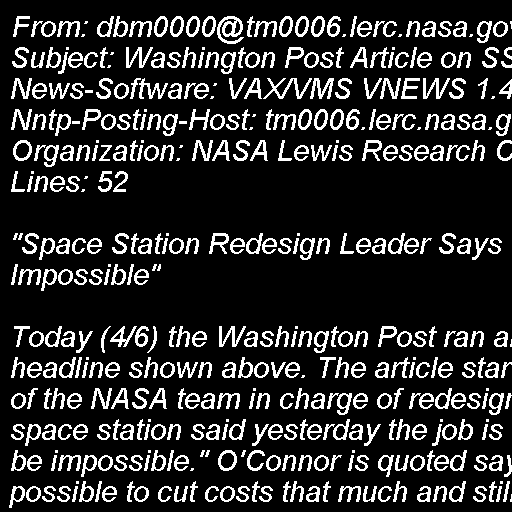 From: dbm0000@tm0006.lerc.nasa.gov
Subject: Washington Post Article on SS
News-Software: VAX/VMS VNEWS 1.4
Nntp-Posting-Host: tm0006.lerc.nasa.g
Organization: NASA Lewis Research C
Lines: 52

"Space Station Redesign Leader Says
Impossible"

Today (4/6) the Washington Post ran a
headline shown above. The article star
of the NASA team in charge of redesign
space station said yesterday the job is
be impossible." O'Connor is quoted say
possible to cut costs that much and still